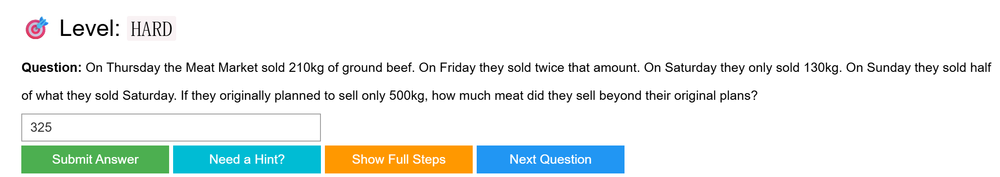 Level: HARD
Question: On Thursday the Meat Market sold 210kg of ground beef. On Friday they sold twice that amount. On Saturday they only sold 130kg. On Sunday they sold half
of what they sold Saturday. If they originally planned to sell only 500kg, how much meat did they sell beyond their original plans?
325
Submit Answer Need a Hint? Show Full Steps Next Question